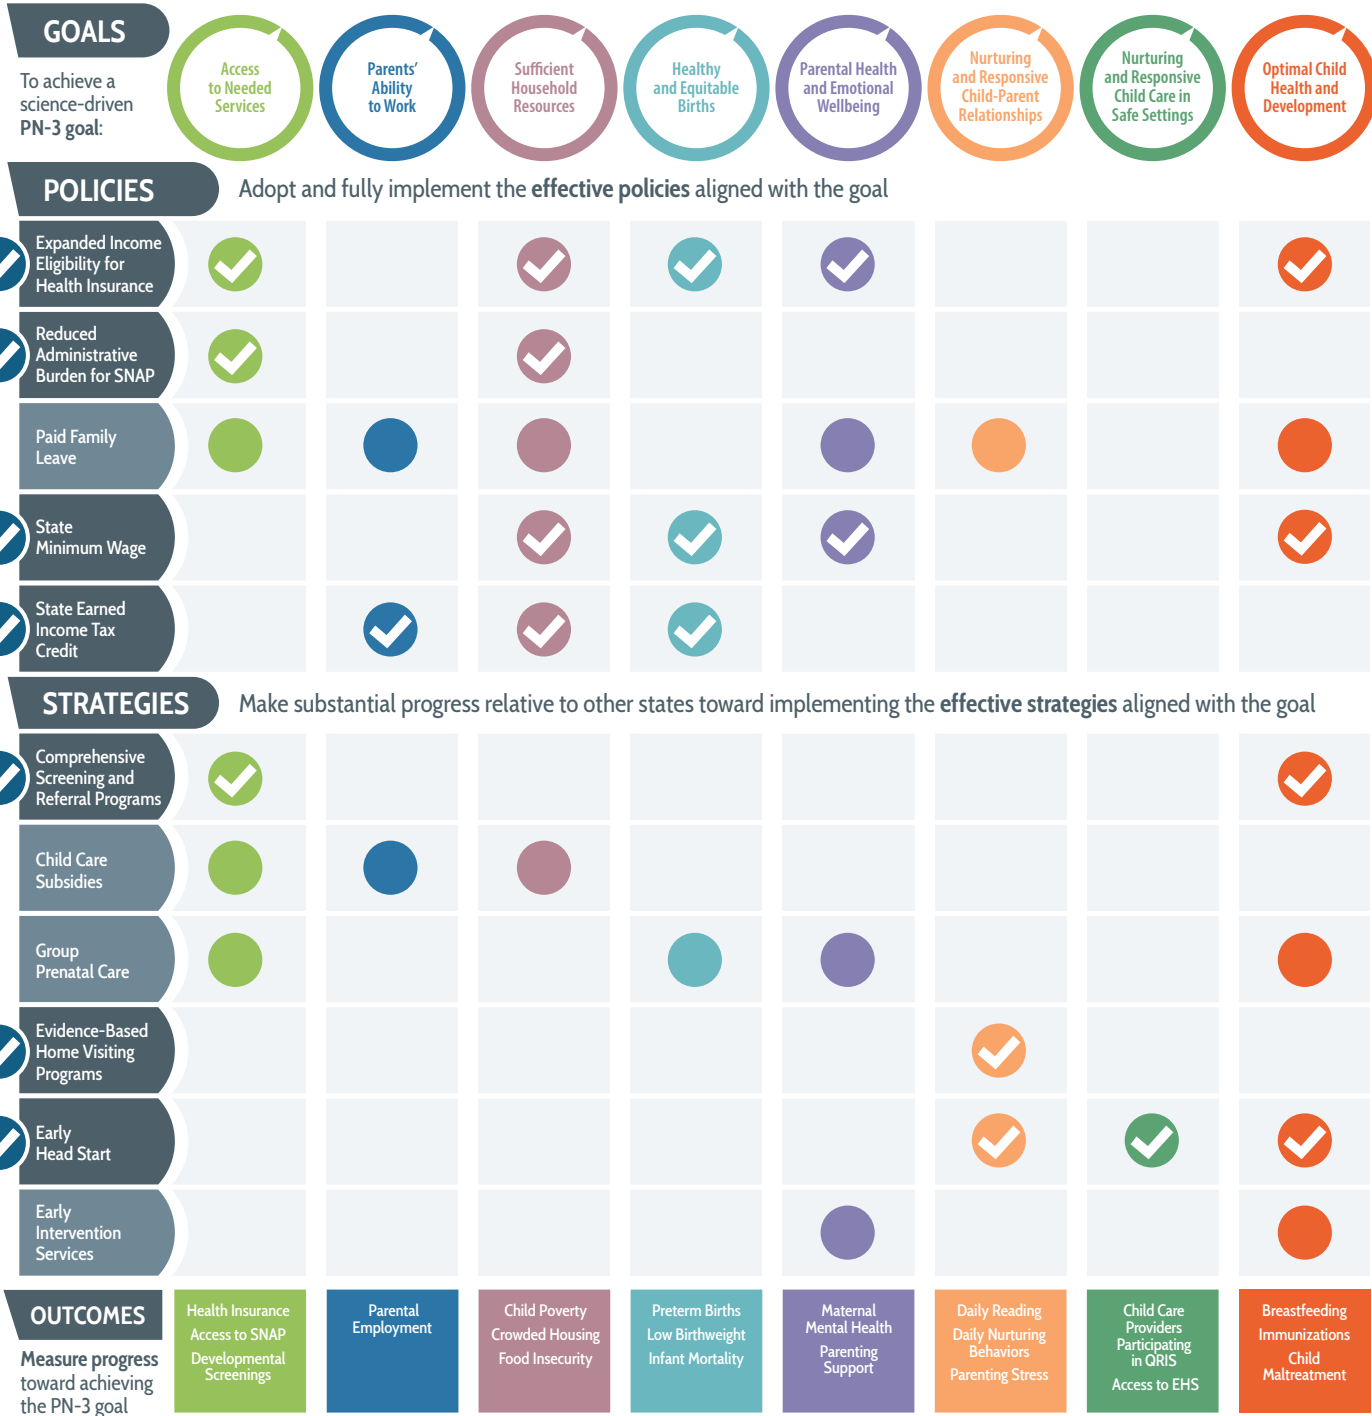 GOALS
To achieve a
science-driven
PN-3 goal:
Access
to Needed
Services
Parents'
Ability
to Work
Sufficient
Household
Resources
Healthy
and Equitable
Births
Parental Health
and Emotional
Wellbeing
Nurturing
and Responsive
Child-Parent
Relationships
Nurturing
and Responsive
Child Care in
Safe Settings
Optimal Child
Health and
Development
POLICIES
Adopt and fully implement the effective policies aligned with the goal
Expanded Income
Eligibility for
Health Insurance
Reduced
Administrative
Burden for SNAP
Paid Family
Leave
State
Minimum Wage
State Earned
Income Tax
Credit
STRATEGIES
Make substantial progress relative to other states toward implementing the effective strategies aligned with the goal
Comprehensive
Screening and
Referral Programs
Child Care
Subsidies
Group
Prenatal Care
Evidence-Based
Home Visiting
Programs
Early
Head Start
Early
Intervention
Services
OUTCOMES
Measure progress
toward achieving
the PN-3 goal
Health Insurance
Access to SNAP
Developmental
Screenings
Parental
Employment
Child Poverty
Crowded Housing
Food Insecurity
Preterm Births
Low Birthweight
Infant Mortality
Maternal
Mental Health
Parenting
Support
Daily Reading
Daily Nurturing
Behaviors
Parenting Stress
Child Care
Providers
Participating
in QRIS
Access to EHS
Breastfeeding
Immunizations
Child
Maltreatment